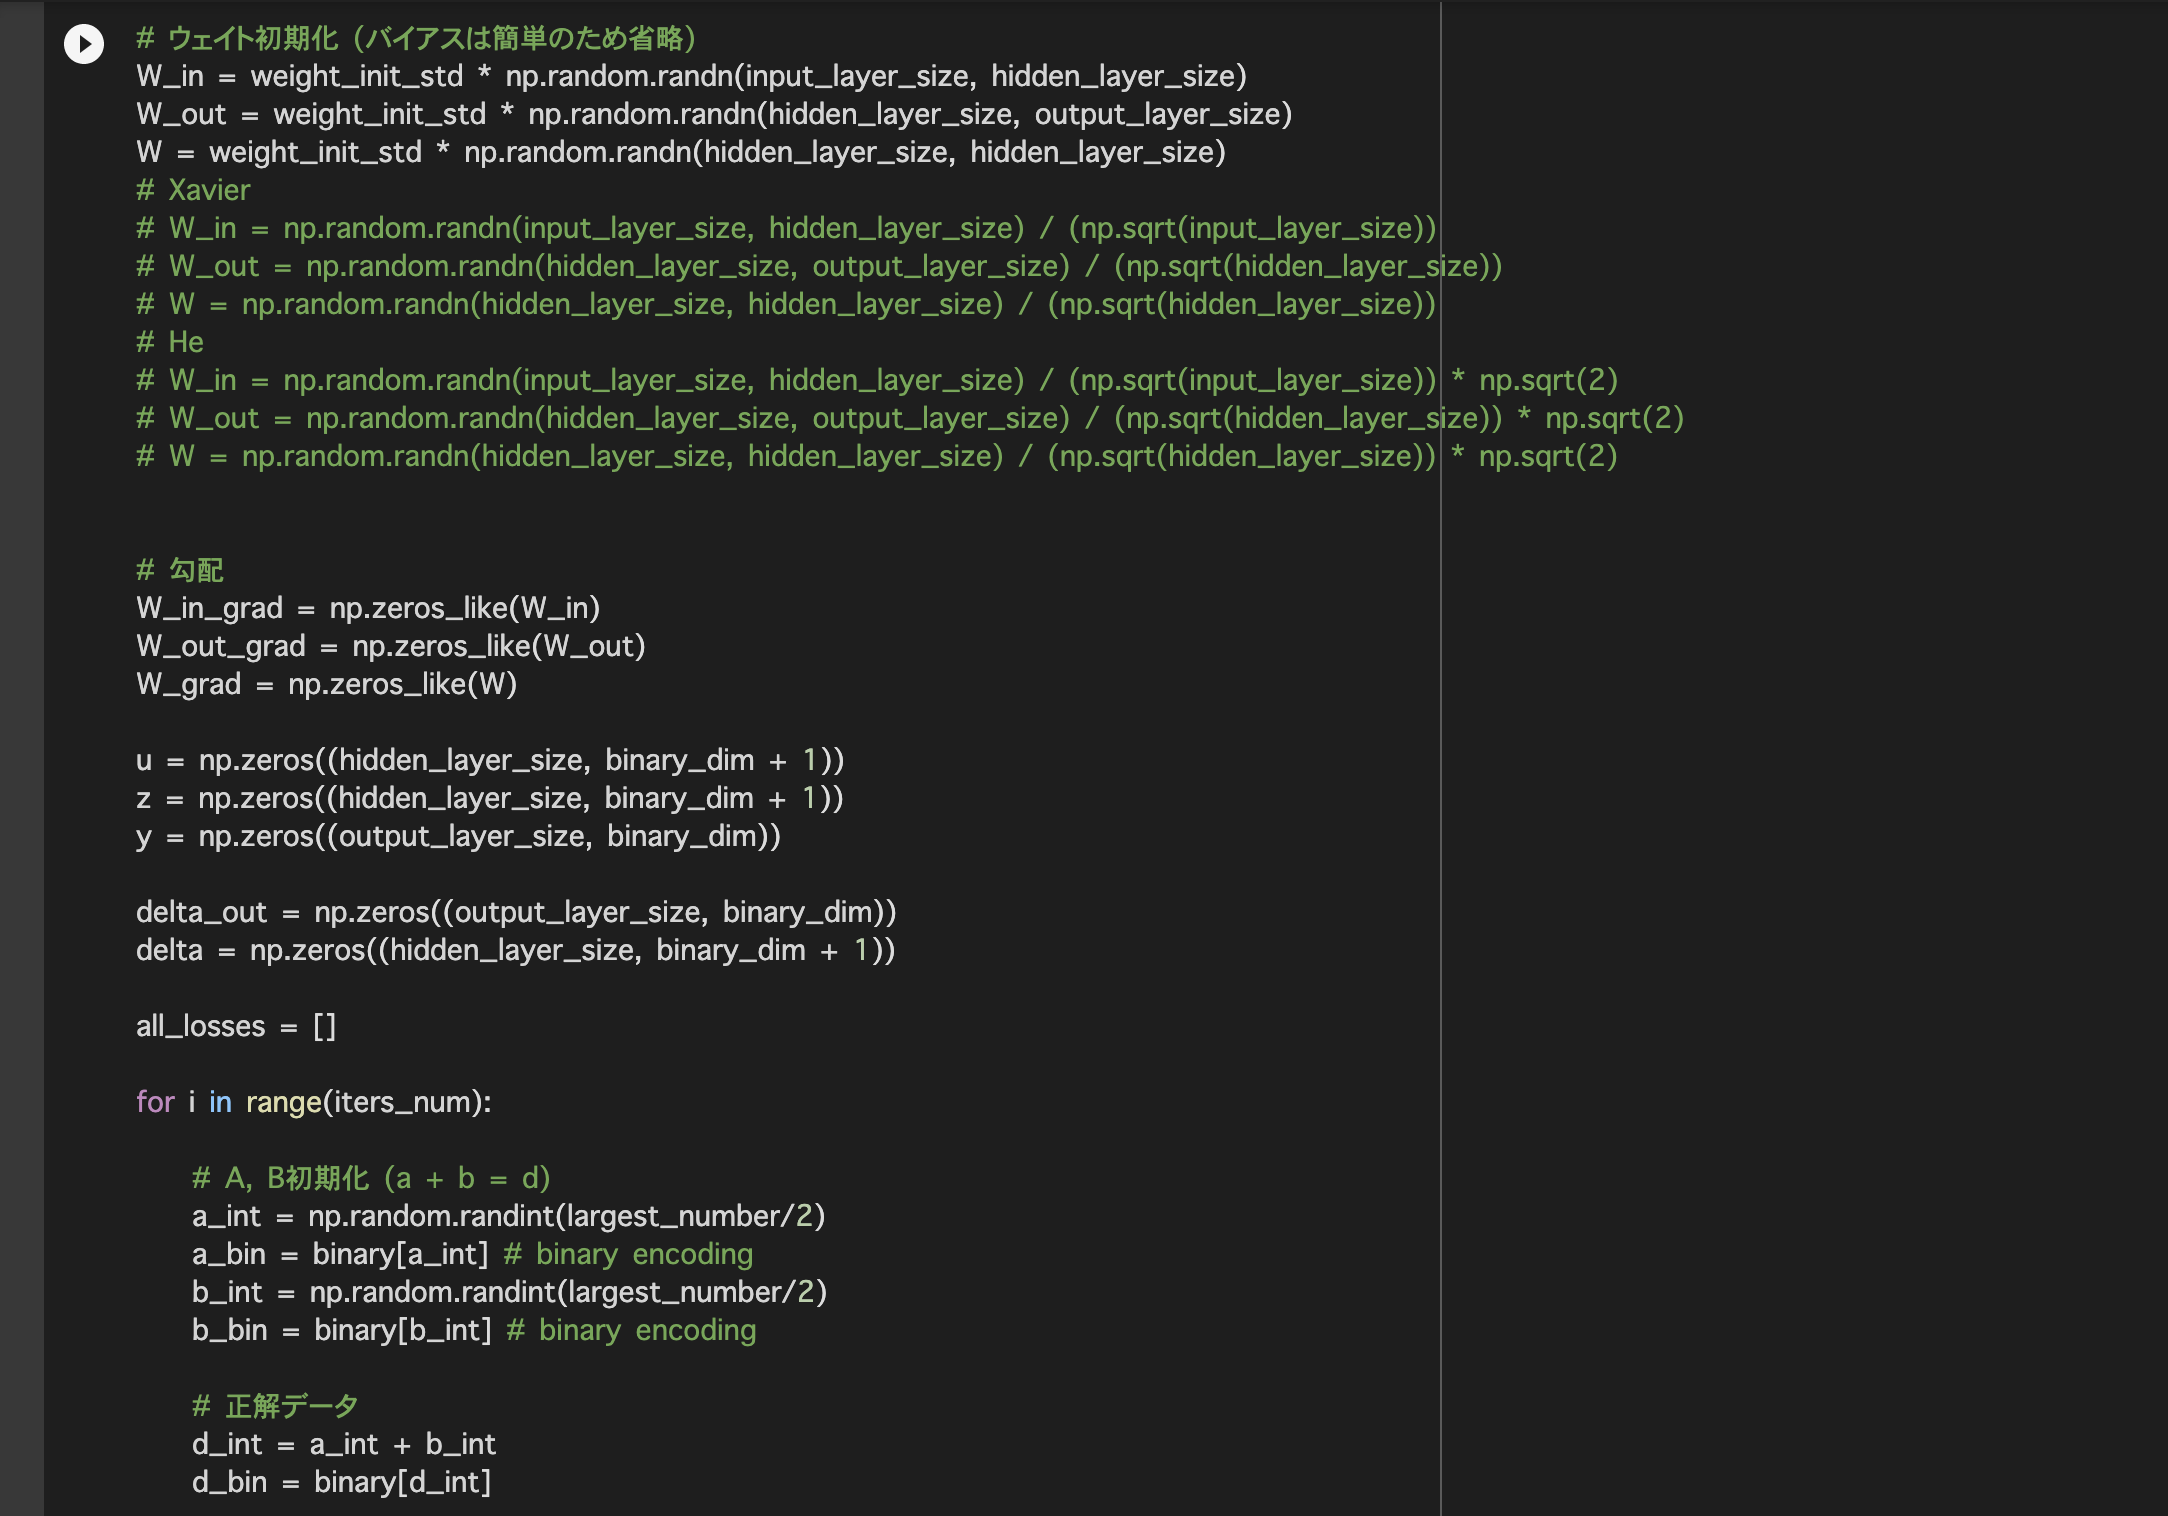 # ウェイト初期化 (バイアスは簡単のため省略)
W_in = weight_init_std * np.random.randn(input_layer_size, hidden_layer_size)
W_out = weight_init_std * np.random.randn(hidden_layer_size, output_layer_size)
W = weight_init_std * np.random.randn(hidden_layer_size, hidden_layer_size)
# Xavier
# W_in = np.random.randn(input_layer_size, hidden_layer_size) / (np.sqrt(input_layer_size))
# W_out = np.random.randn(hidden_layer_size, output_layer_size) / (np.sqrt(hidden_layer_size))
# W = np.random.randn(hidden_layer_size, hidden_layer_size) / (np.sqrt(hidden_layer_size))
# He
# W_in = np.random.randn(input_layer_size, hidden_layer_size) / (np.sqrt(input_layer_size)) * np.sqrt(2)
# W_out = np.random.randn(hidden_layer_size, output_layer_size) / (np.sqrt(hidden_layer_size)) * np.sqrt(2)
# W = np.random.randn(hidden_layer_size, hidden_layer_size) / (np.sqrt(hidden_layer_size)) * np.sqrt(2)
# 勾配
W_in_grad = np.zeros_like(W_in)
W_out_grad = np.zeros_like(W_out)
W_grad = np.zeros_like(W)
u = np.zeros((hidden_layer_size, binary_dim + 1))
z = np.zeros((hidden_layer_size, binary_dim + 1))
y = np.zeros((output_layer_size, binary_dim))
delta_out = np.zeros((output_layer_size, binary_dim))
delta = np.zeros((hidden_layer_size, binary_dim + 1))
all_losses = []
for i in range(iters_num):
# A, B初期化 (a + b = d)
a_int = np.random.randint(largest_number/2)
a_bin = binary[a_int] # binary encoding
b_int = np.random.randint(largest_number/2)
b_bin = binary[b_int] # binary encoding
# 正解データ
d_int = a_int + b_int
d_bin = binary[d_int]